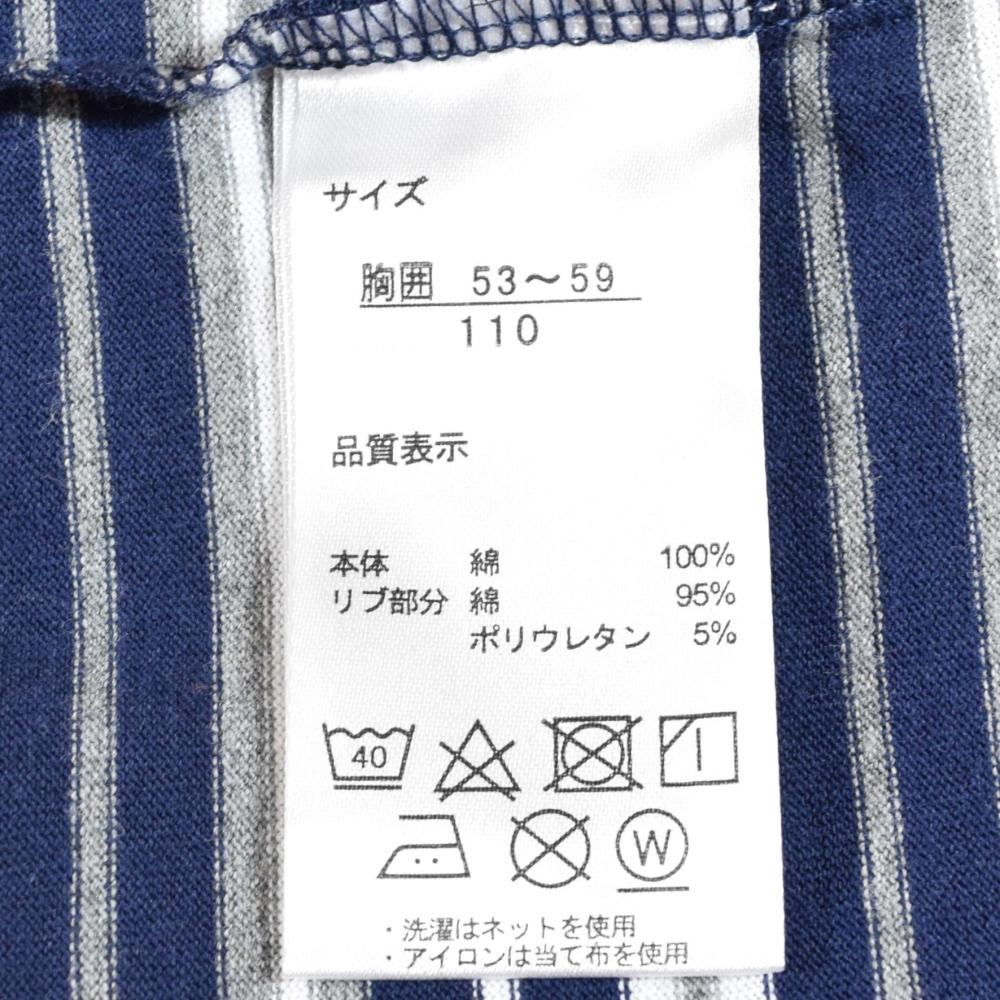 サイズ
胸囲 53～59
110
品質表示
本体 綿 100%
リブ部分 綿 95%
ポリウレタン 5%
40
W
・洗濯はネットを使用
・アイロンは当て布を使用